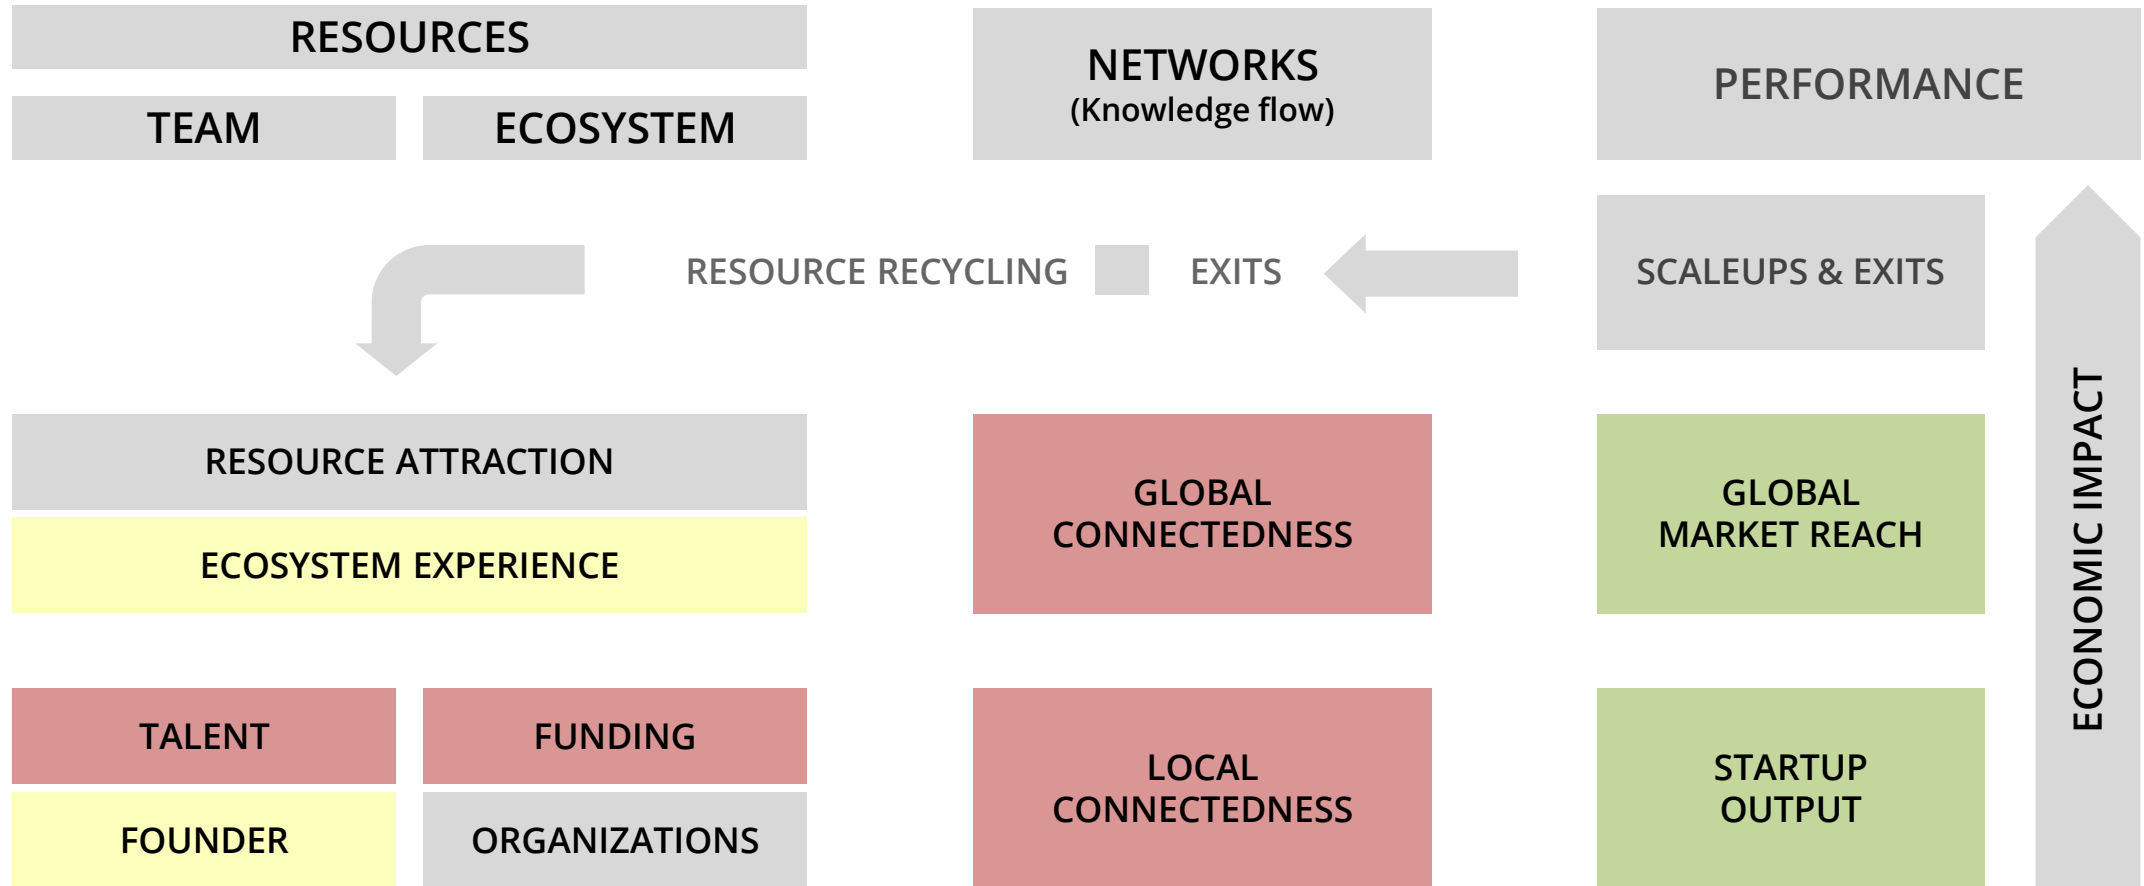 RESOURCES
TEAM
ECOSYSTEM
NETWORKS
(Knowledge flow)
PERFORMANCE
RESOURCE RECYCLING
EXITS
SCALEUPS & EXITS
RESOURCE ATTRACTION
ECOSYSTEM EXPERIENCE
GLOBAL
CONNECTEDNESS
GLOBAL
MARKET REACH
ECONOMIC IMPACT
TALENT
FUNDING
FOUNDER
ORGANIZATIONS
LOCAL
CONNECTEDNESS
STARTUP
OUTPUT